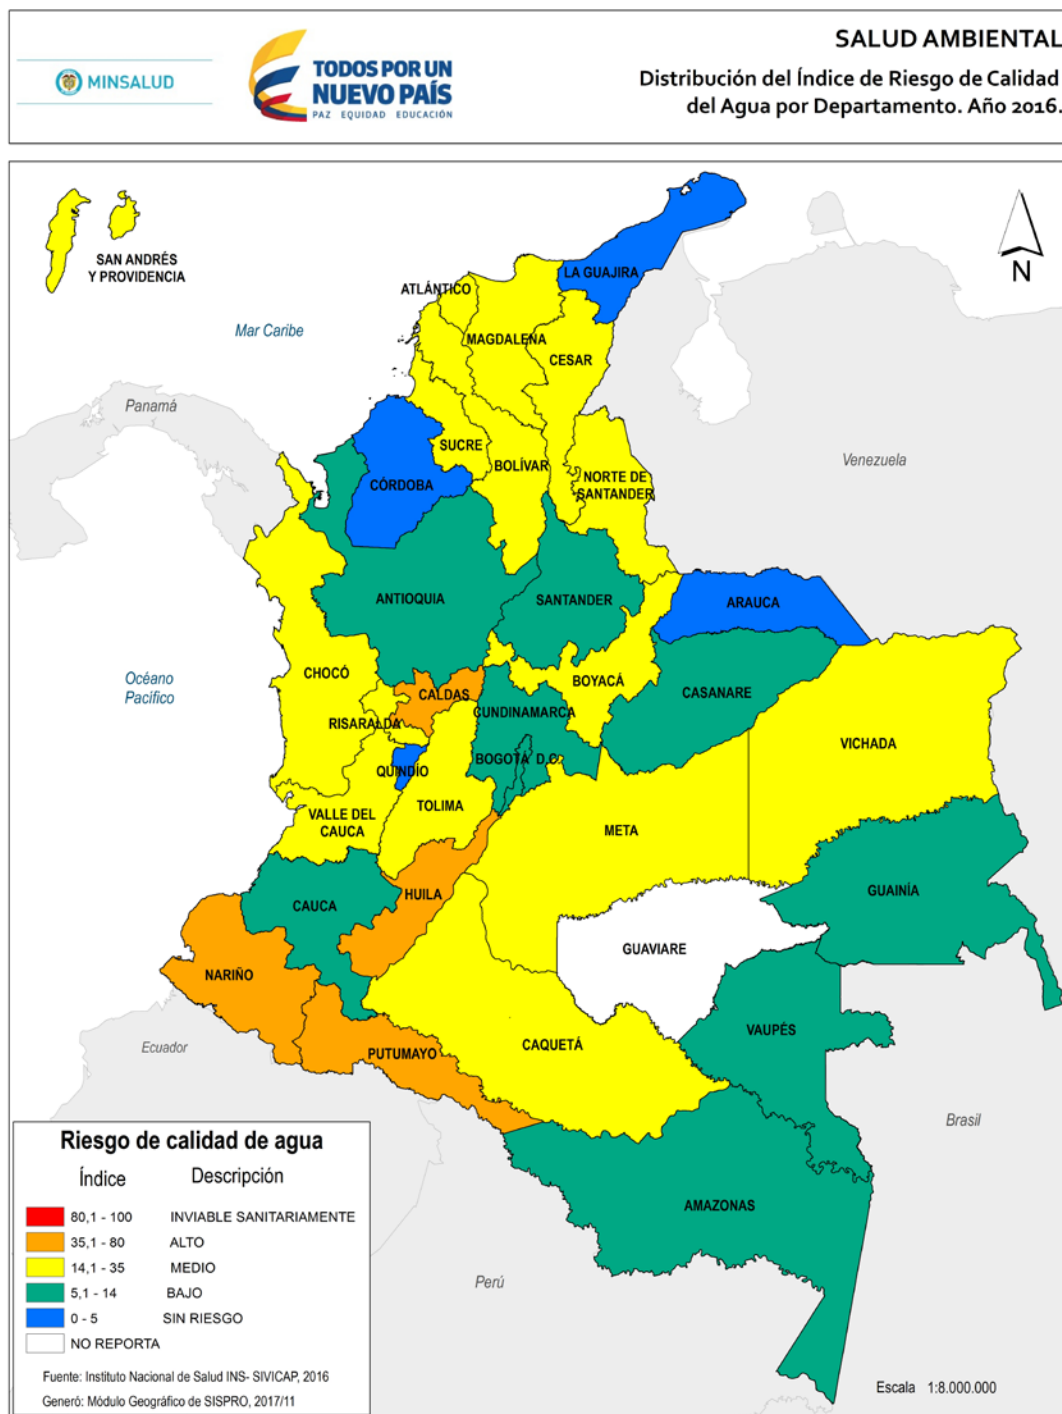 MINSALUD
TODOS POR UN
NUEVO PAÍS
PAZ EQUIDAD EDUCACIÓN
SALUD AMBIENTAL
Distribución del Índice de Riesgo de Calidad
del Agua por Departamento. Año 2016.
SAN ANDRÉS
Y PROVIDENCIA
N
LA GUAJIRA
ATLÁNTICO
Mar Caribe
MAGDALENA
CESAR
Panamá
SUCRE
BOLÍVAR
Venezuela
NORTE DE
SANTANDER
CÓRDOBA
ANTIOQUIA
SANTANDER
ARAUCA
CHOCÓ
Océano
Pacífico
BOYACÁ
CALDAS
CASANARE
CUNDINAMARCA
RISARALDA
VICHADA
BOGOTA D.C.
QUINDÍO
TOLIMA
VALLE DEL
CAUCA
META
HUILA
GUAINÍA
CAUCA
GUAVIARE
NARIÑO
VAUPÉS
CAQUETÁ
Ecuador
PUTUMAYO
Brasil
AMAZONAS
Perú
Riesgo de calidad de agua
Índice Descripción
80,1 - 100 INVIABLE SANITARIAMENTE
35,1 - 80 ALTO
14,1 - 35 MEDIO
5,1 - 14 BAJO
0 - 5 SIN RIESGO
NO REPORTA
Fuente: Instituto Nacional de Salud INS- SIVICAP, 2016
Generó: Módulo Geográfico de SISPRO, 2017/11
Escala 1:8.000.000